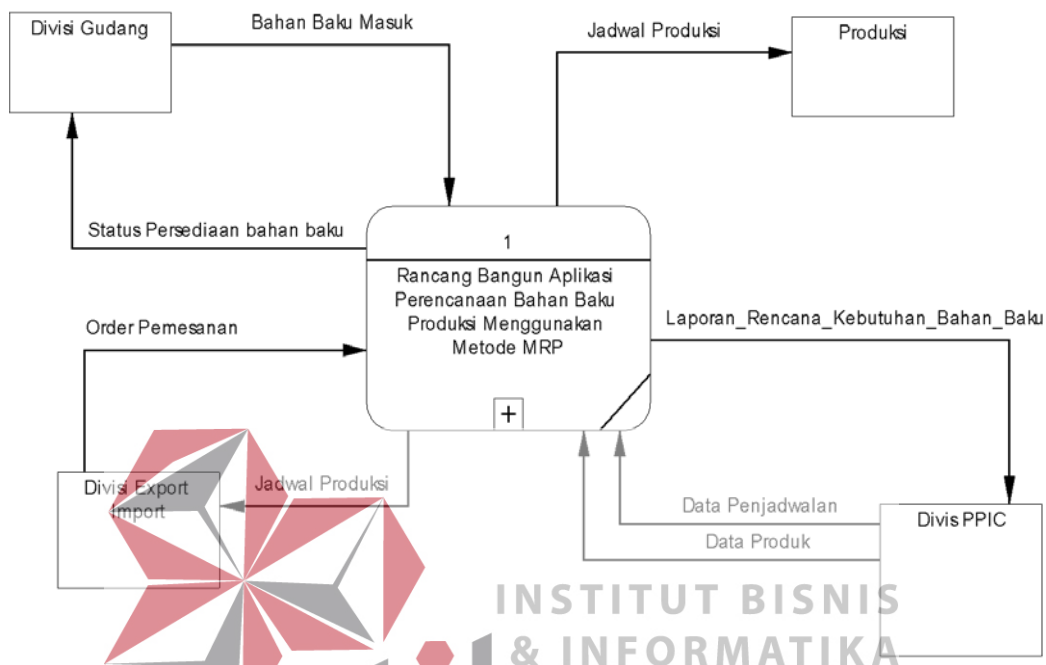 Divisi Gudang
Bahan Baku Masuk
Jadwal Produksi
Produksi
Status Persediaan bahan baku
1
Rancang Bangun Aplikasi
Perencanaan Bahan Baku
Produksi Menggunakan
Metode MRP
Order Pemesanan
Laporan_Rencana_Kebutuhan_Bahan_Baku
+
Divisi Export
Import
Jadwal Produksi
Data Penjadwalan
Data Produk
Divis PPIC
INSTITUT BISNIS
& INFORMATIKA